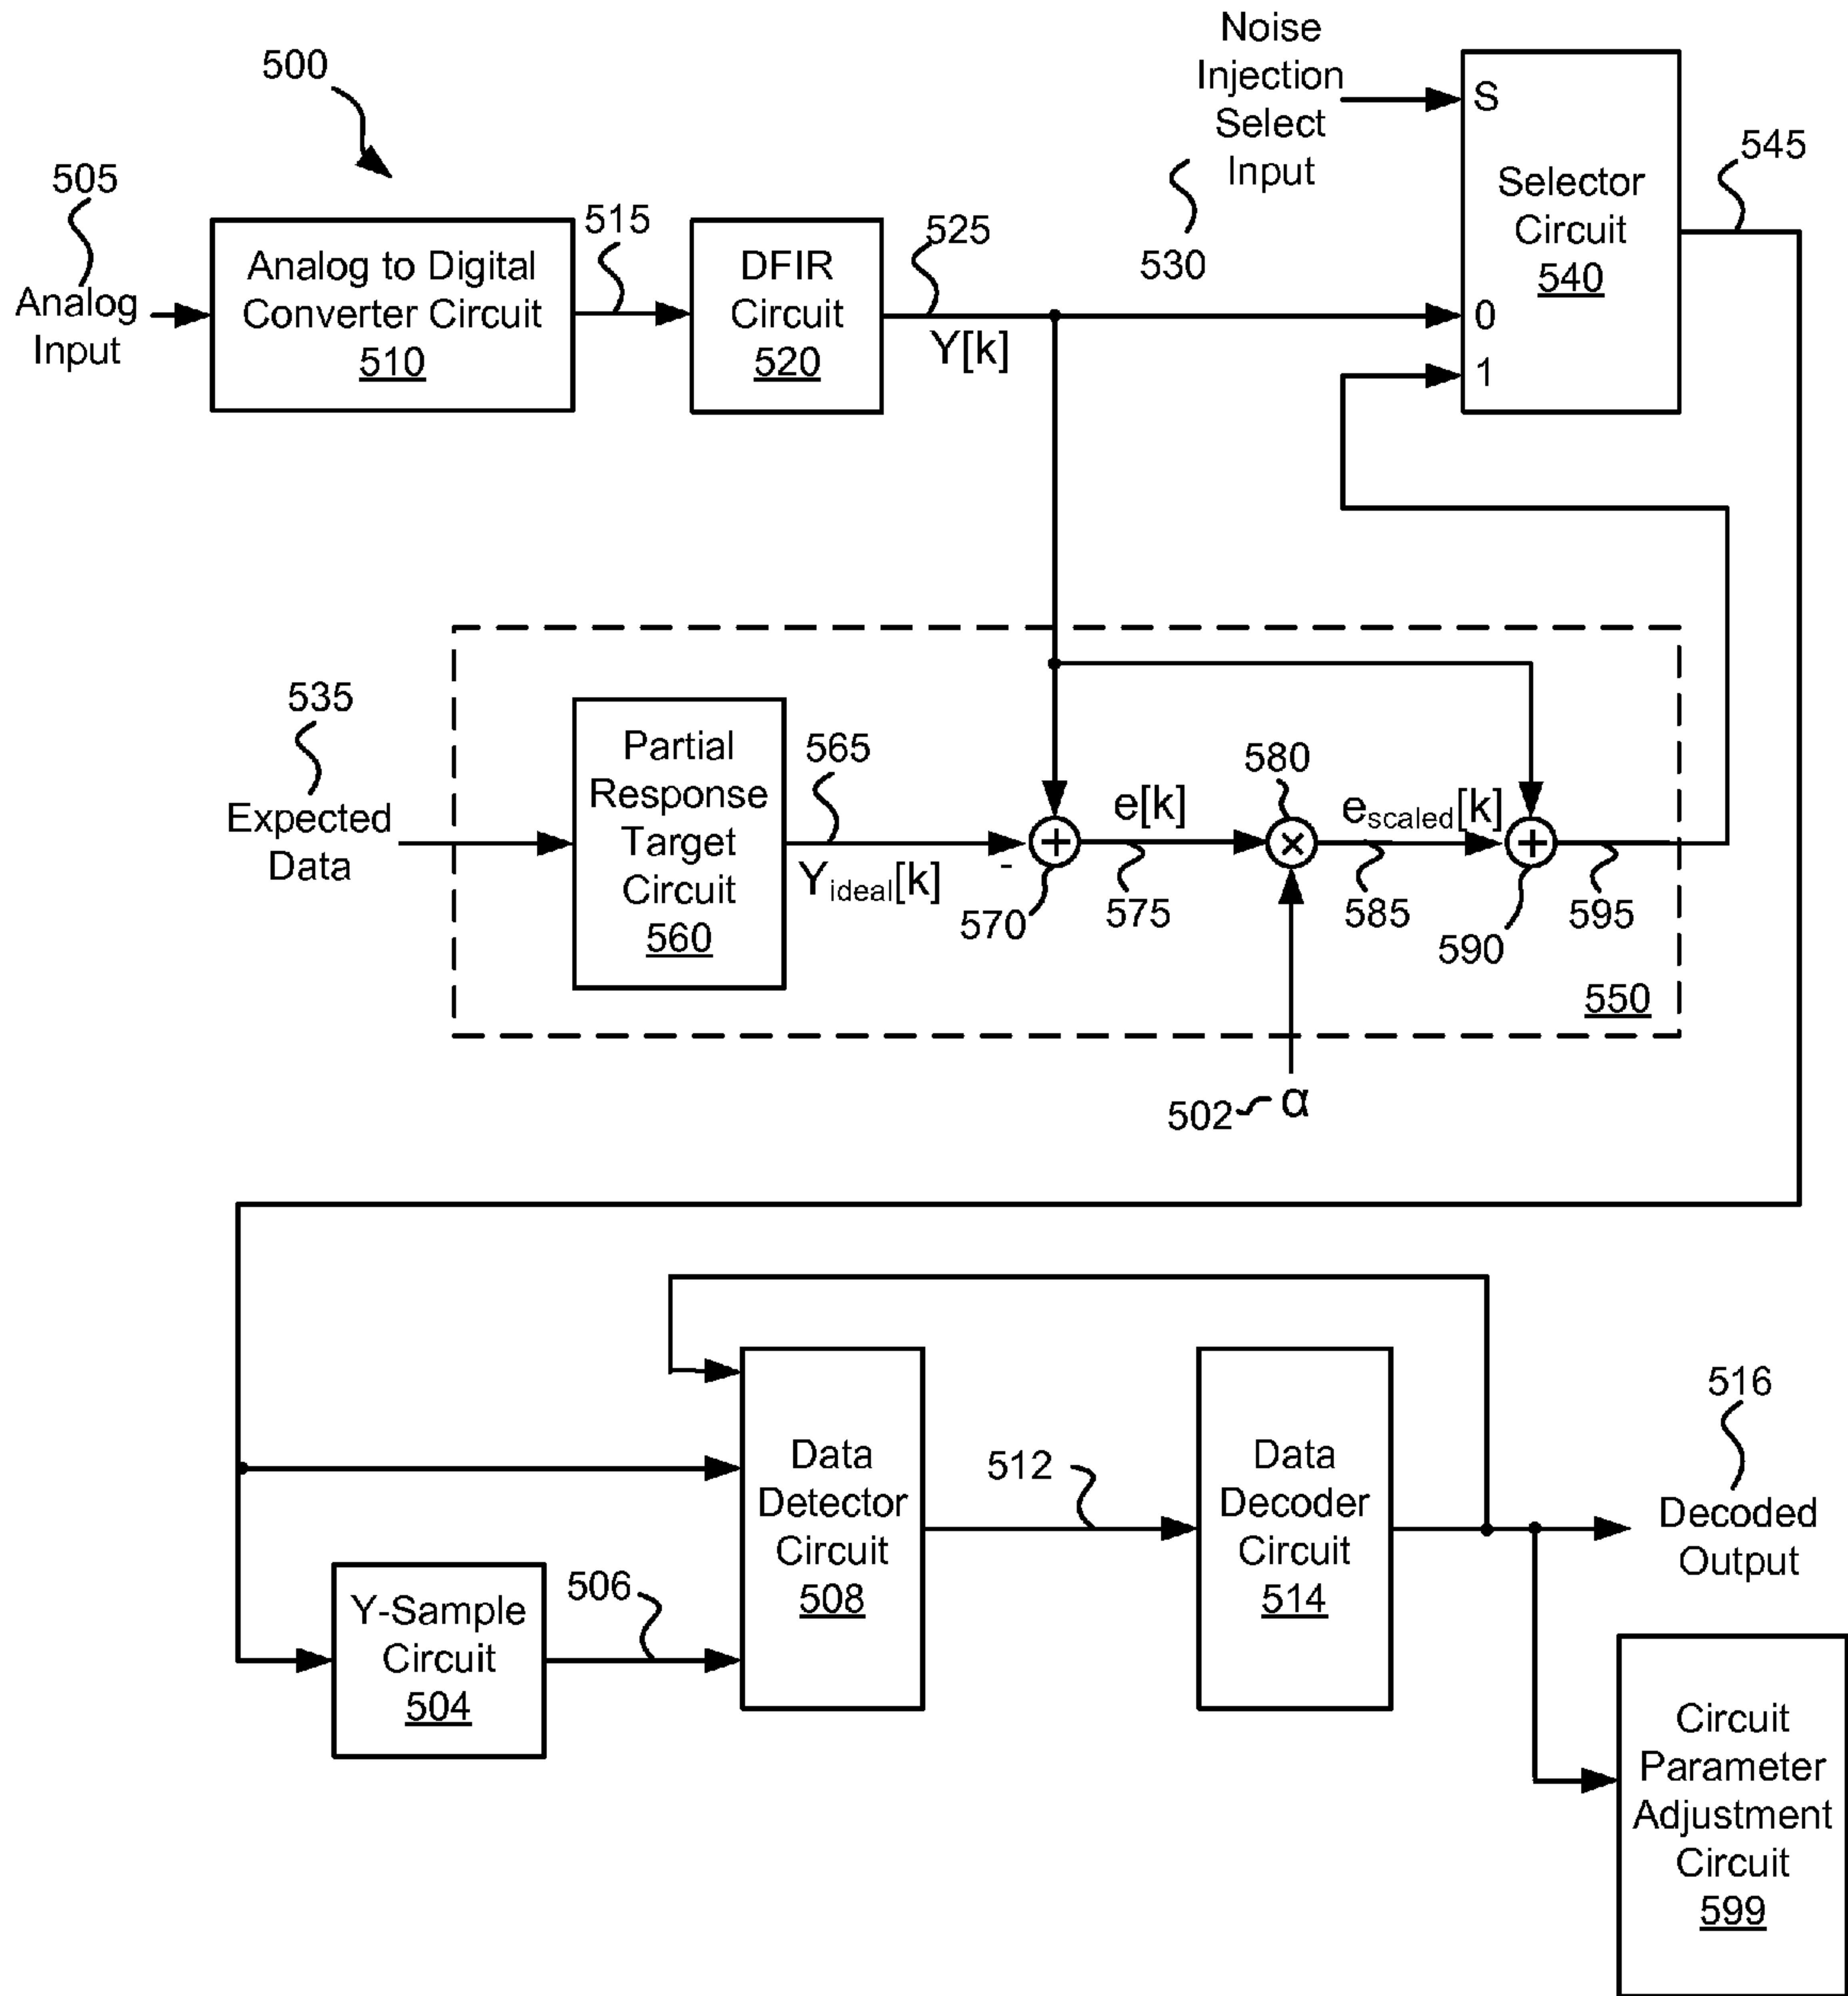 500
Noise
Injection
Select
Input
530
S
0
1
Selector
Circuit
540
545
505
Analog
Input
Analog to Digital
Converter Circuit
510
515
DFIR
Circuit
520
525
Y[k]
535
Expected
Data
Partial
Response
Target
Circuit
560
565
Yideal[k]
-
+
570
e[k]
575
580
×
escaled[k]
585
+
590
595
550
502
α
Y-Sample
Circuit
504
506
Data
Detector
Circuit
508
512
Data
Decoder
Circuit
514
516
Decoded
Output
Circuit
Parameter
Adjustment
Circuit
599